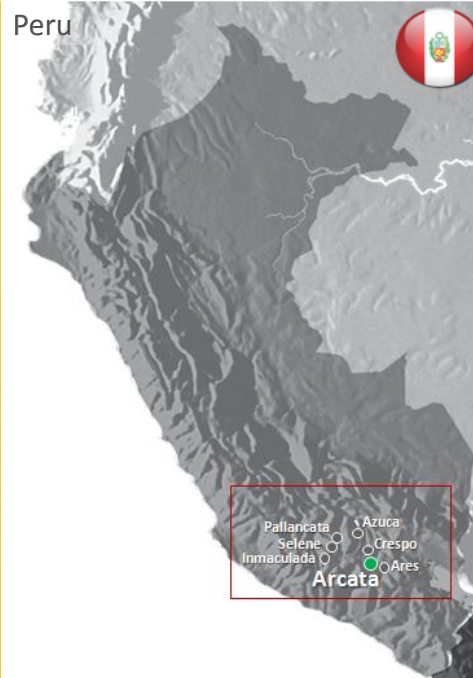 Peru
Azuca
Pallancata
Selene
Crespo
Inmaculada
Ares
Arcata